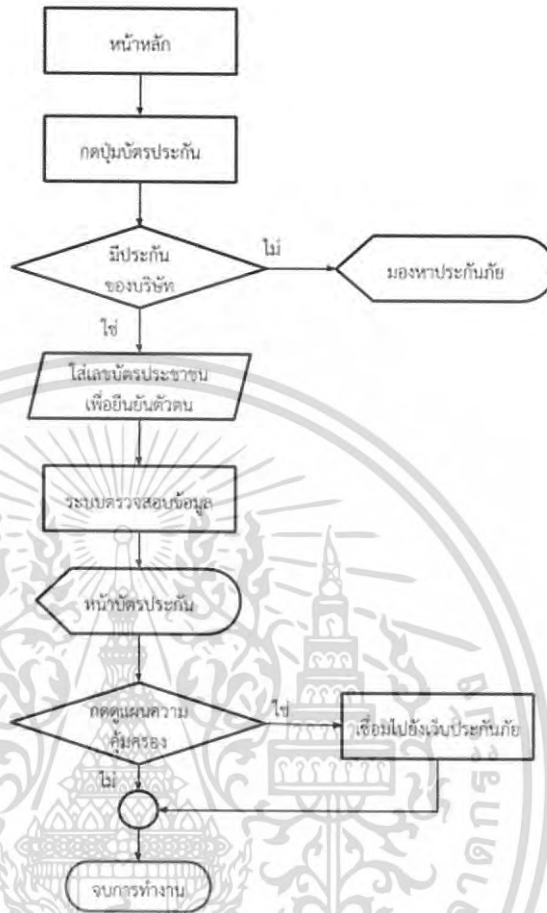 หน้าหลัก
กดปุ่มบัตรประกัน
มีประกัน
ของบริษัท
ไม่
มองหาประกันภัย
ใช่
ใส่เลขบัตรประชาชน
เพื่อยืนยันตัวตน
ระบบตรวจสอบข้อมูล
หน้าบัตรประกัน
กดดูแผนความ
คุ้มครอง
ใช่
เชื่อมไปยังเว็บประกันภัย
ไม่
จบการทำงาน